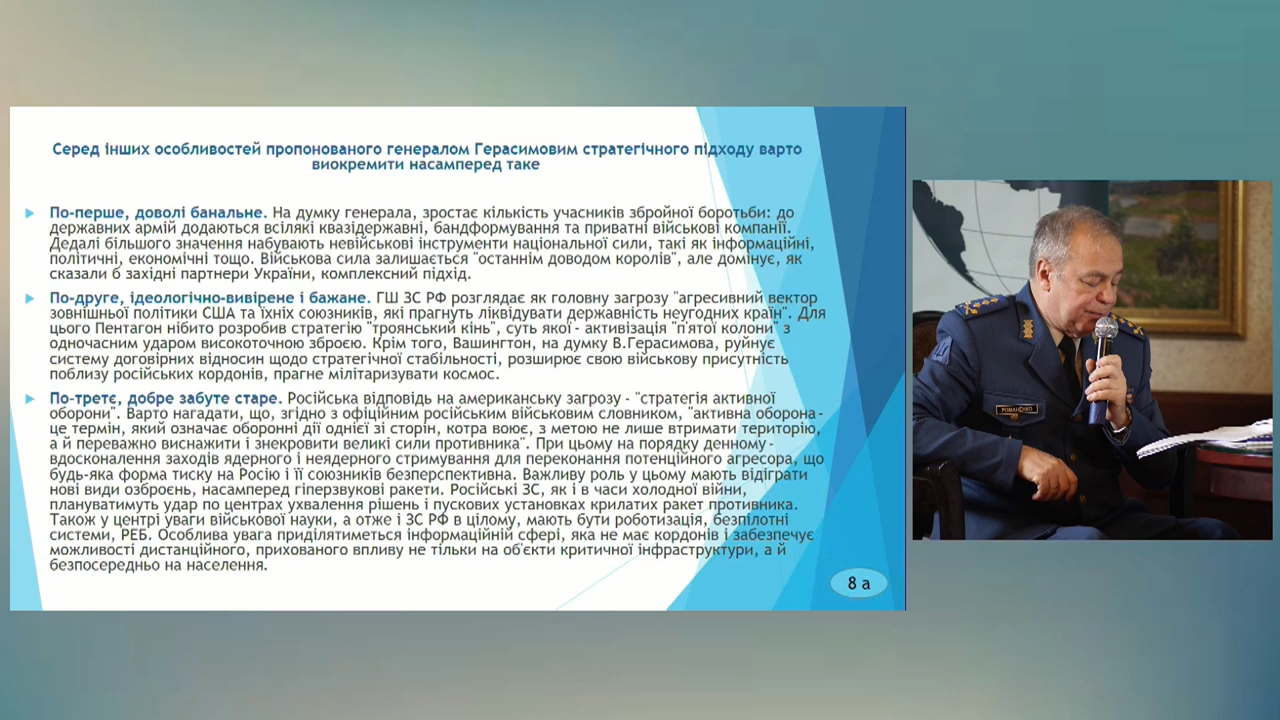 Серед інших особливостей пропонованого генералом Герасимовим стратегічного підходу варто
виокремити насамперед таке
По-перше, доволі банальне. На думку генерала, зростає кількість учасників збройної боротьби: до
державних армій додаються всілякі квазідержавні, бандформування та приватні військові компанії.
Дедалі більшого значення набувають невійськові інструменти національної сили, такі як інформаційні,
політичні, економічні тощо. Військова сила залишається "останнім доводом королів", але домінує, як
сказали б західні партнери України, комплексний підхід.
По-друге, ідеологічно-вивірене і бажане. ГШ ЗС РФ розглядає як головну загрозу "агресивний вектор
зовнішньої політики США та їхніх союзників, які прагнуть ліквідувати державність неугодних країн". Для
цього Пентагон нібито розробив стратегію "троянський кінь", суть якої - активізація "п'ятої колони" з
одночасним ударом високоточною зброєю. Крім того, Вашингтон, на думку В.Герасимова, руйнує
систему договірних відносин щодо стратегічної стабільності, розширює свою військову присутність
поблизу російських кордонів, прагне мілітаризувати космос.
По-третє, добре забуте старе. Російська відповідь на американську загрозу - "стратегія активної
оборони". Варто нагадати, що, згідно з офіційним російським військовим словником, "активна оборона -
це термін, який означає оборонні дії однієї зі сторін, котра воює, з метою не лише втримати територію,
а й переважно виснажити і знекровити великі сили противника". При цьому на порядку денному -
вдосконалення заходів ядерного і неядерного стримування для переконання потенційного агресора, що
будь-яка форма тиску на Росію і її союзників безперспективна. Важливу роль у цьому мають відіграти
нові види озброєнь, насамперед гіперзвукові ракети. Російські ЗС, як і в часи холодної війни,
плануватимуть удар по центрах ухвалення рішень і пускових установках крилатих ракет противника.
Також у центрі уваги військової науки, а отже і ЗС РФ в цілому, мають бути роботизація, безпілотні
системи, РЕБ. Особлива увага приділятиметься інформаційній сфері, яка не має кордонів і забезпечує
можливості дистанційного, прихованого впливу не тільки на об'єкти критичної інфраструктури, а й
безпосередньо на населення.
8 а
РОМАНЕНКО